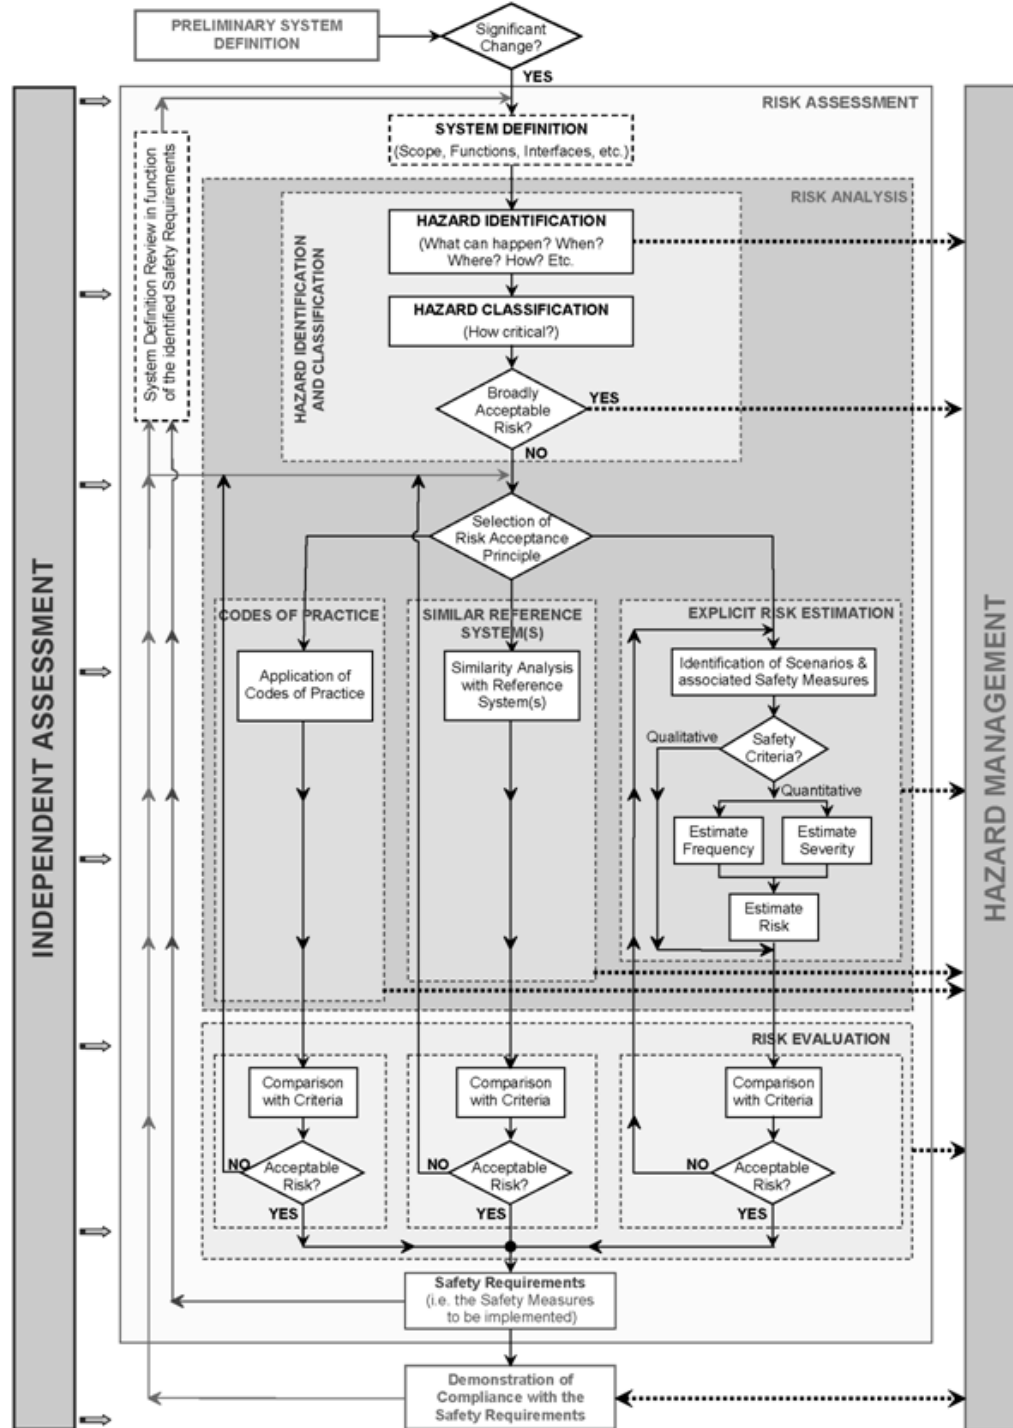 PRELIMINARY SYSTEM
DEFINITION
Significant
Change?
YES
RISK ASSESSMENT
SYSTEM DEFINITION
(Scope, Functions, Interfaces, etc.)
System Definition Review in function
of the identified Safety Requirements
RISK ANALYSIS
HAZARD IDENTIFICATION
AND CLASSIFICATION
HAZARD IDENTIFICATION
(What can happen? When?
Where? How? Etc.
HAZARD CLASSIFICATION
(How critical?)
Broadly
Acceptable
Risk?
YES
NO
Selection of
Risk Acceptance
Principle
INDEPENDENT ASSESSMENT
HAZARD MANAGEMENT
CODES OF PRACTICE
Application of
Codes of Practice
SIMILAR REFERENCE
SYSTEM(S)
Similarity Analysis
with Reference
System(s)
EXPLICIT RISK ESTIMATION
Identification of Scenarios &
associated Safety Measures
Qualitative
Safety
Criteria?
Quantitative
Estimate
Frequency
Estimate
Severity
Estimate
Risk
RISK EVALUATION
Comparison
with Criteria
Comparison
with Criteria
Comparison
with Criteria
NO
Acceptable
Risk?
YES
NO
Acceptable
Risk?
YES
NO
Acceptable
Risk?
YES
Safety Requirements
(i.e. the Safety Measures
to be implemented)
Demonstration of
Compliance with the
Safety Requirements